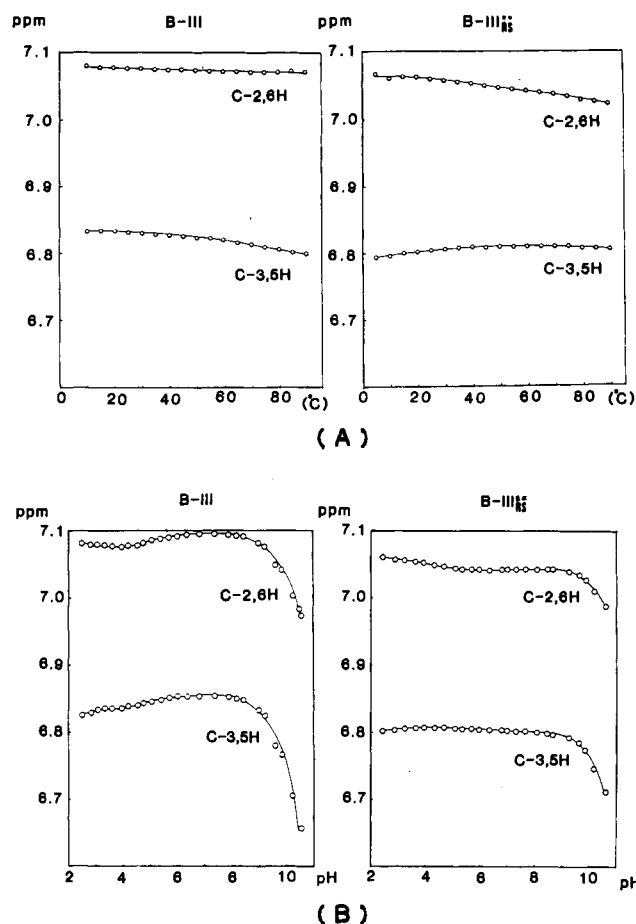 ppm B-III ppm B-III RS
7.1 7.1
C-2,6H
7.0 7.0 C-2,6H
6.9 6.9
6.8 6.8
C-3,5H C-3,5H
6.7 6.7
0 20 40 60 80 (°C) 0 20 40 60 80 (°C)
( A )
ppm B-III ppm B-III RS
7.1 7.1
7.0 C-2,6H 7.0 C-2,6H
6.9 6.9
6.8 C-3,5H 6.8 C-3,5H
6.7 6.7
2 4 6 8 10 pH 2 4 6 8 10 pH
( B )